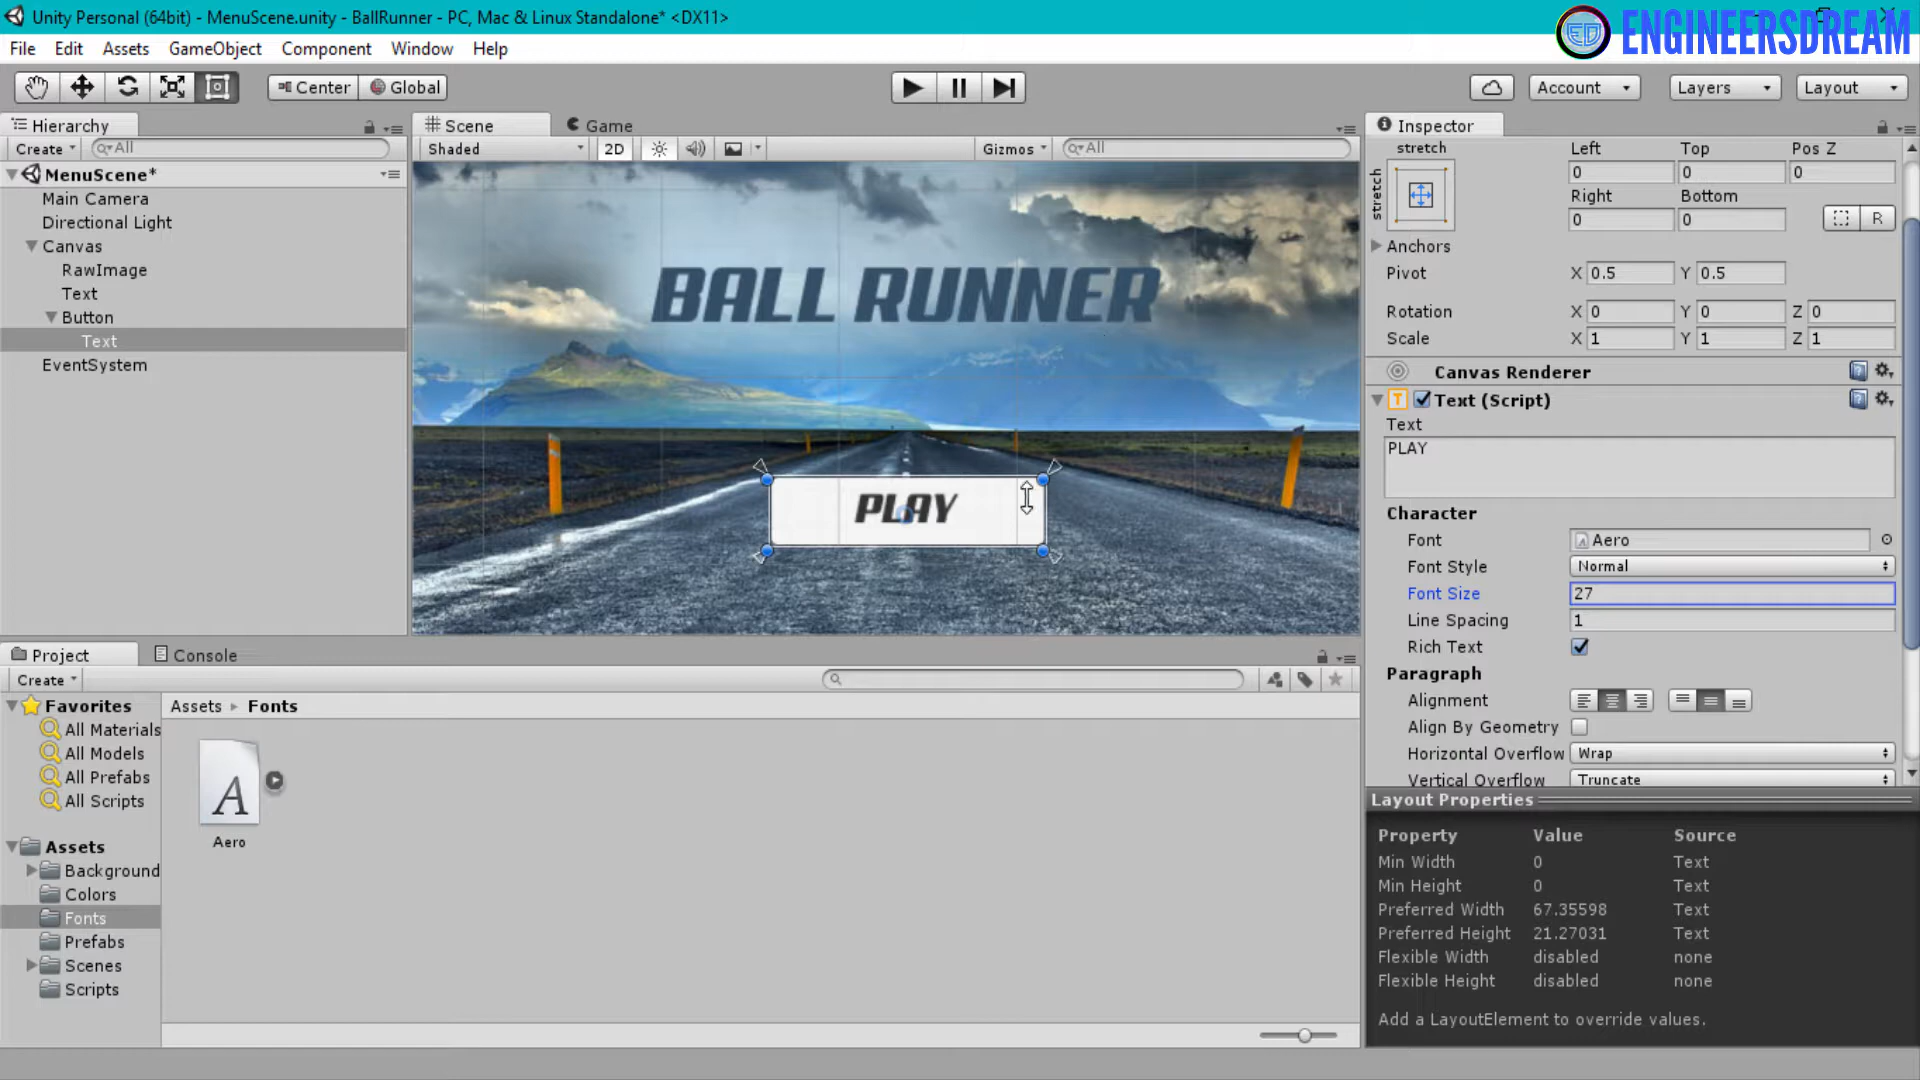 Unity Personal (64bit) - MenuScene.unity - BallRunner - PC, Mac & Linux Standalone* <DX11>
ENGINEERSDREAM
File Edit Assets GameObject Component Window Help
Center Global
Account Layers Layout
Hierarchy
Create All
MenuScene*
Main Camera
Directional Light
Canvas
RawImage
Text
Button
Text
EventSystem
Scene Game
Shaded 2D Gizmos All
BALL RUNNER
PLAY
Inspector
stretch
stretch
Left Top Pos Z
0 0 0
Right Bottom
0 0 R
Anchors
Pivot X 0.5 Y 0.5
Rotation X 0 Y 0 Z 0
Scale X 1 Y 1 Z 1
Canvas Renderer
Text (Script)
Text
PLAY
Character
Font Aero
Font Style Normal
Font Size 27
Line Spacing 1
Rich Text
Paragraph
Alignment
Align By Geometry
Horizontal Overflow Wrap
Vertical Overflow Truncate
Layout Properties
Property Value Source
Min Width 0 Text
Min Height 0 Text
Preferred Width 67.35598 Text
Preferred Height 21.27031 Text
Flexible Width disabled none
Flexible Height disabled none
Add a LayoutElement to override values.
Project Console
Create
Favorites
All Materials
All Models
All Prefabs
All Scripts
Assets
Background
Colors
Fonts
Prefabs
Scenes
Scripts
Assets Fonts
A
Aero